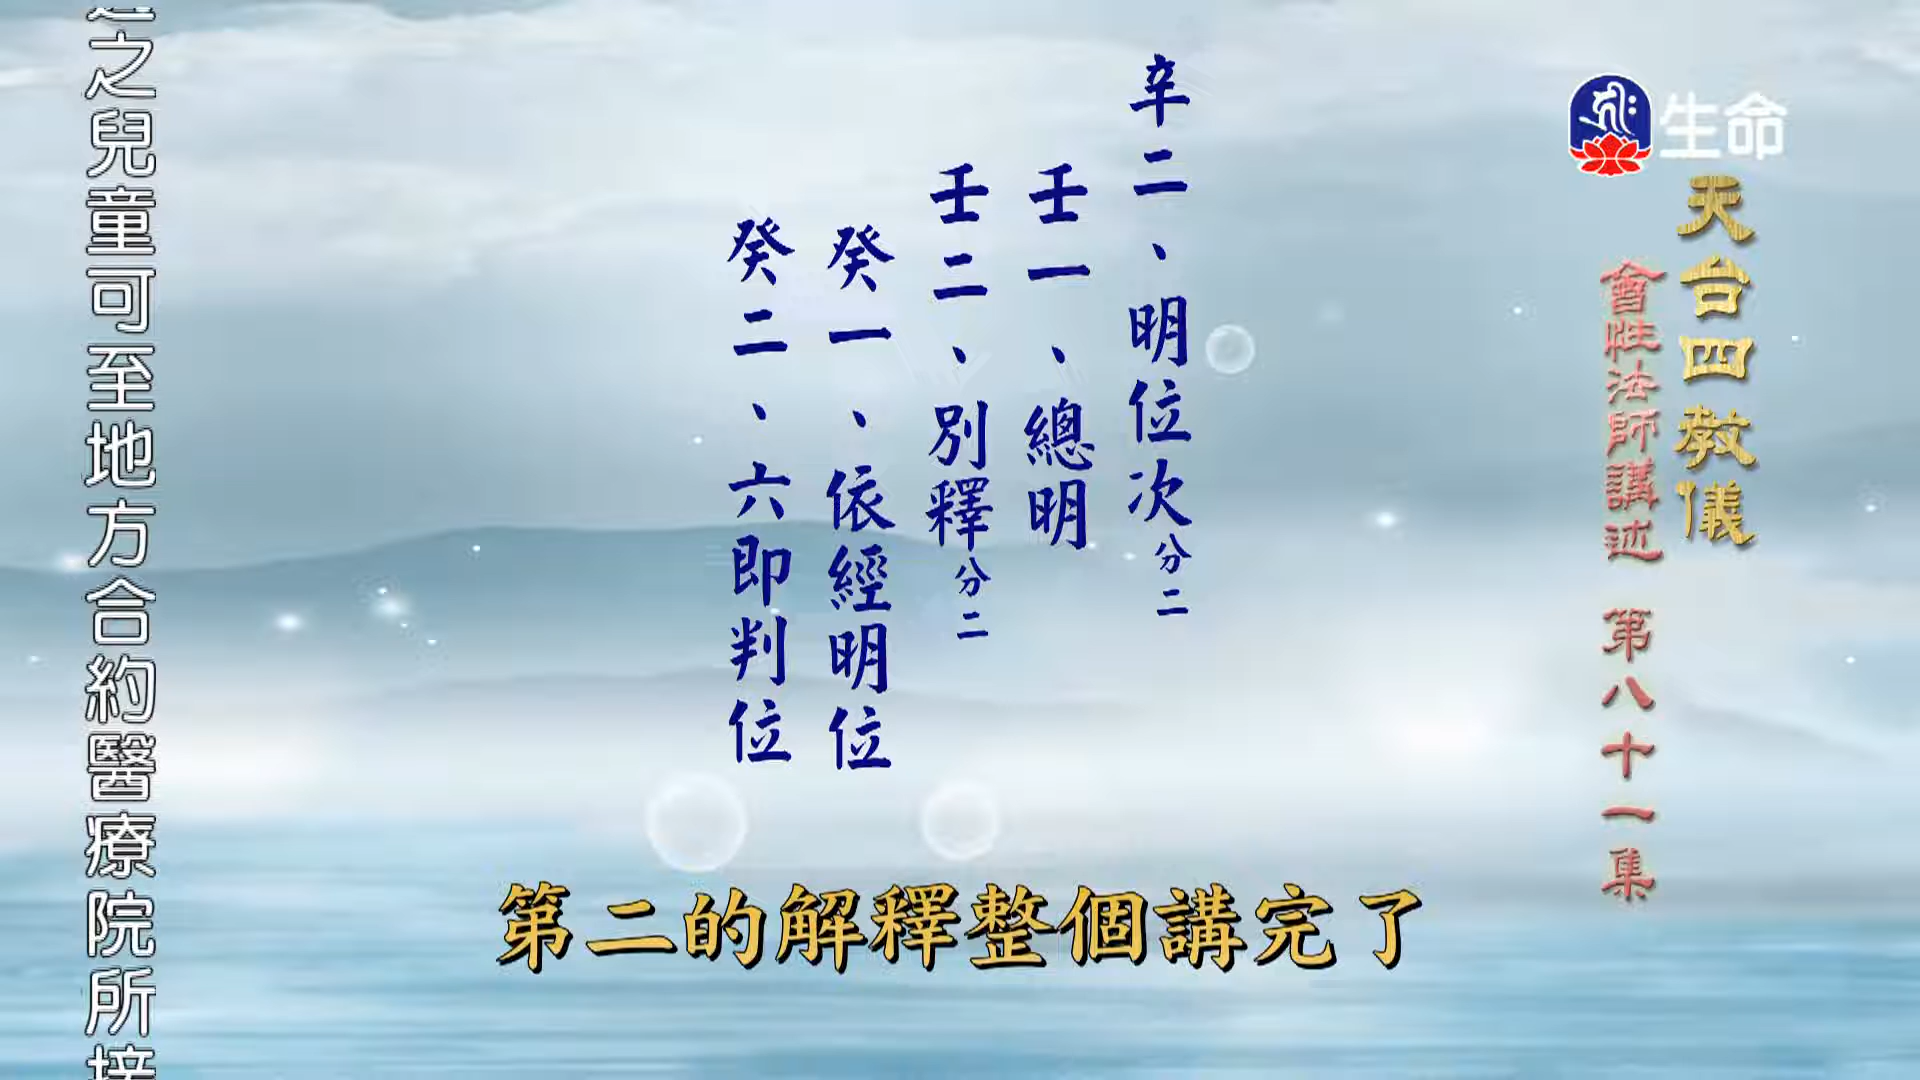 生命
天台四教儀
會性法師講述 第八十一集
辛二、明位次分二
壬一、總明
壬二、別釋分二
癸一、依經明位
癸二、六即判位
之兒童可至地方合約醫療院所接
第二的解釋整個講完了